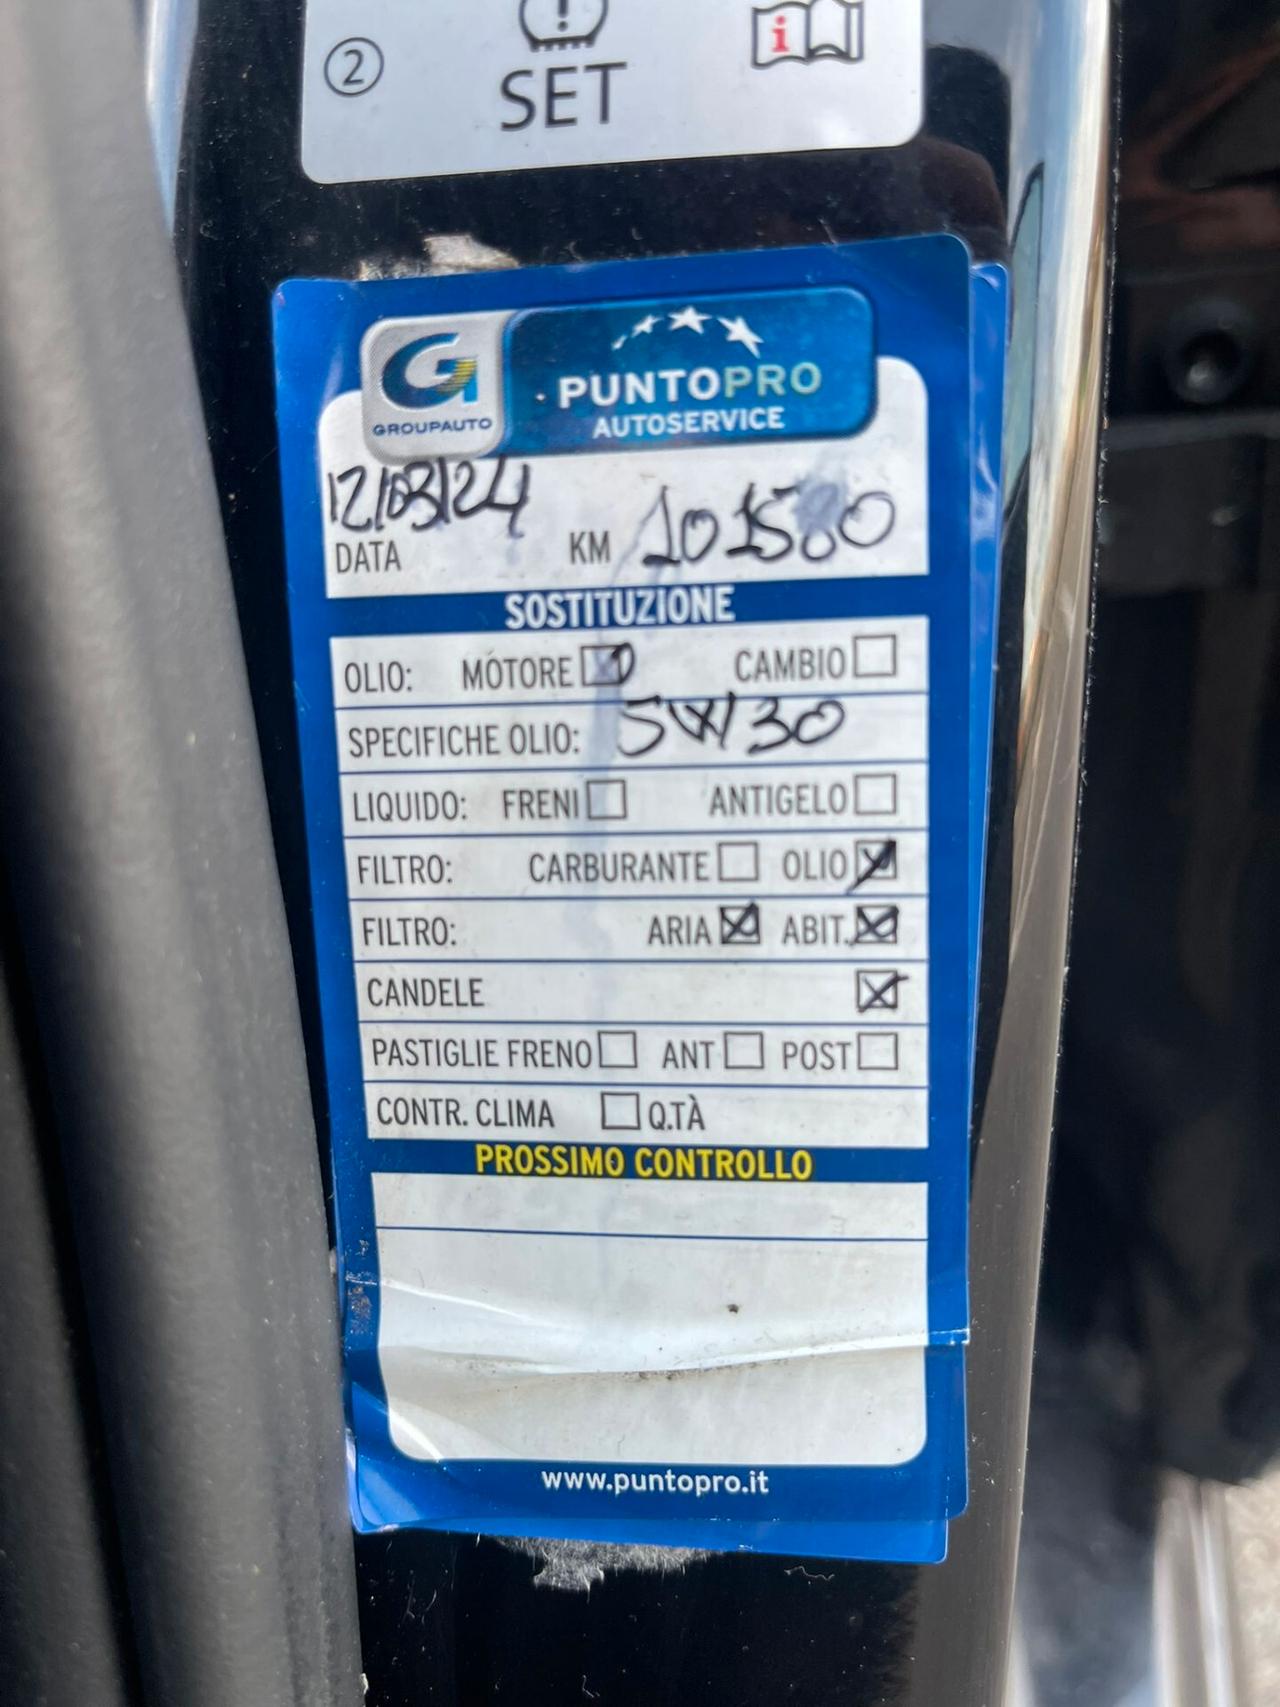 2 SET i
GROUPAUTO PUNTOPRO
AUTOSERVICE
12/03/24
DATA KM
SOSTITUZIONE
OLIO: MOTORE CAMBIO
SPECIFICHE OLIO: 5W30
LIQUIDO: FRENI ANTIGELO
FILTRO: CARBURANTE OLIO
FILTRO: ARIA ABIT.
CANDELE
PASTIGLIE FRENO ANT POST
CONTR. CLIMA Q.TÀ
PROSSIMO CONTROLLO
www.puntopro.it